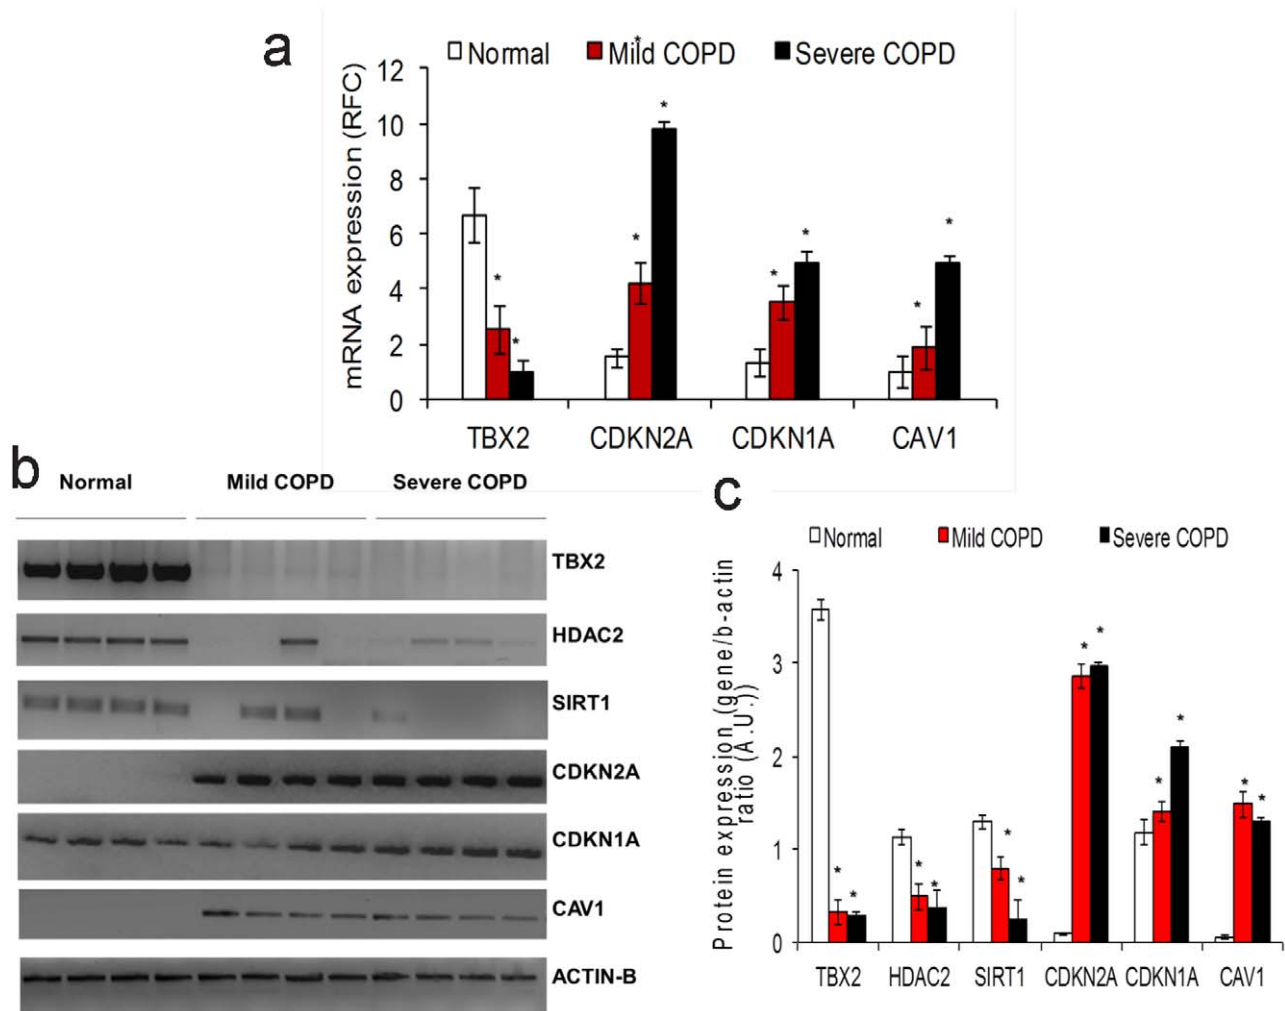 a
Normal Mild COPD Severe COPD
*
mRNA expression (RFC)
12
10
8
6
4
2
0
* * * * * * * *
TBX2 CDKN2A CDKN1A CAV1
b
Normal Mild COPD Severe COPD
TBX2
HDAC2
SIRT1
CDKN2A
CDKN1A
CAV1
ACTIN-B
c
Normal Mild COPD Severe COPD
Protein expression (gene/b-actin
ratio (A.U.))
4
3
2
1
0
* * * * * * * * * * * *
TBX2 HDAC2 SIRT1 CDKN2A CDKN1A CAV1